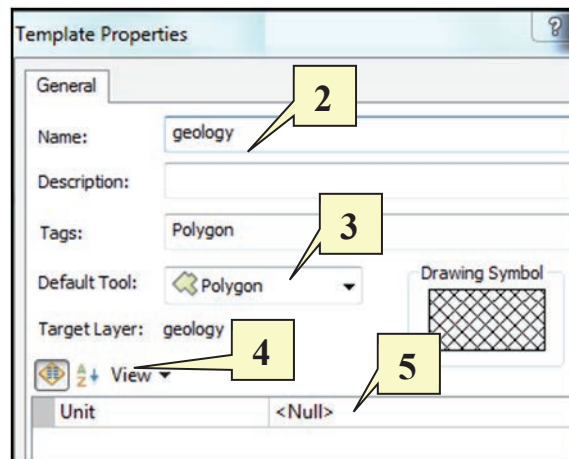 Template Properties
?
General
2
Name: geology
Description:
Tags: Polygon
3
Default Tool: Polygon
Drawing Symbol
Target Layer: geology
4
A Z View
5
Unit <Null>